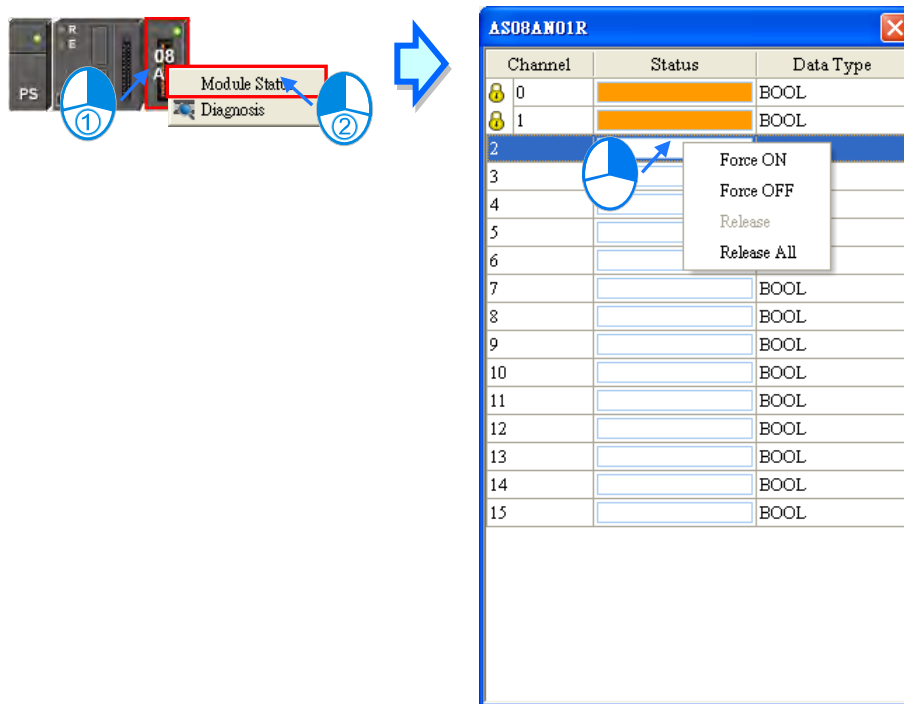 R
E
08
A
PS
Module Stat
Diagnosis
①
②
AS08AN01R
Channel Status Data Type
0 BOOL
1 BOOL
2
3
4
5
6
7 BOOL
8 BOOL
9 BOOL
10 BOOL
11 BOOL
12 BOOL
13 BOOL
14 BOOL
15 BOOL
Force ON
Force OFF
Release
Release All